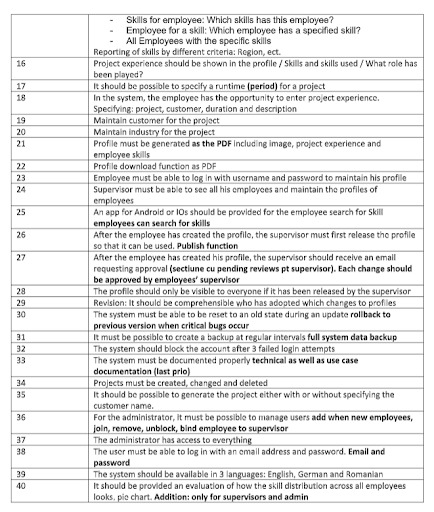 - Skills for employee: Which skills has this employee?
- Employee for a skill: Which employee has a specified skill?
- All Employees with the specific skills
Reporting of skills by different criteria: Region, ect.
16 Project experience should be shown in the profile / Skills and skills used / What role has
been played?
17 It should be possible to specify a runtime (period) for a project
18 In the system, the employee has the opportunity to enter project experience.
Specifying: project, customer, duration and description
19 Maintain customer for the project
20 Maintain industry for the project
21 Profile must be generated as the PDF including image, project experience and
employee skills
22 Profile download function as PDF
23 Employee must be able to log in with username and password to maintain his profile
24 Supervisor must be able to see all his employees and maintain the profiles of
employees
25 An app for Android or IOs should be provided for the employee search for Skill
employees can search for skills
26 After the employee has created the profile, the supervisor must first release the profile
so that it can be used. Publish function
27 After the employee has created his profile, the supervisor should receive an email
requesting approval (sectiune cu pending reviews pt supervisor). Each change should
be approved by employees' supervisor
28 The profile should only be visible to everyone if it has been released by the supervisor
29 Revision: It should be comprehensible who has adopted which changes to profiles
30 The system must be able to be reset to an old state during an update rollback to
previous version when critical bugs occur
31 It must be possible to create a backup at regular intervals full system data backup
32 The system should block the account after 3 failed login attempts
33 The system must be documented properly technical as well as use case
documentation (last prio)
34 Projects must be created, changed and deleted
35 It should be possible to generate the project either with or without specifying the
customer name.
36 For the administrator, it must be possible to manage users add when new employees,
join, remove, unblock, bind employee to supervisor
37 The administrator has access to everything
38 The user must be able to log in with an email address and password. Email and
password
39 The system should be available in 3 languages: English, German and Romanian
40 It should be provided an evaluation of how the skill distribution across all employees
looks. pie chart. Addition: only for supervisors and admin